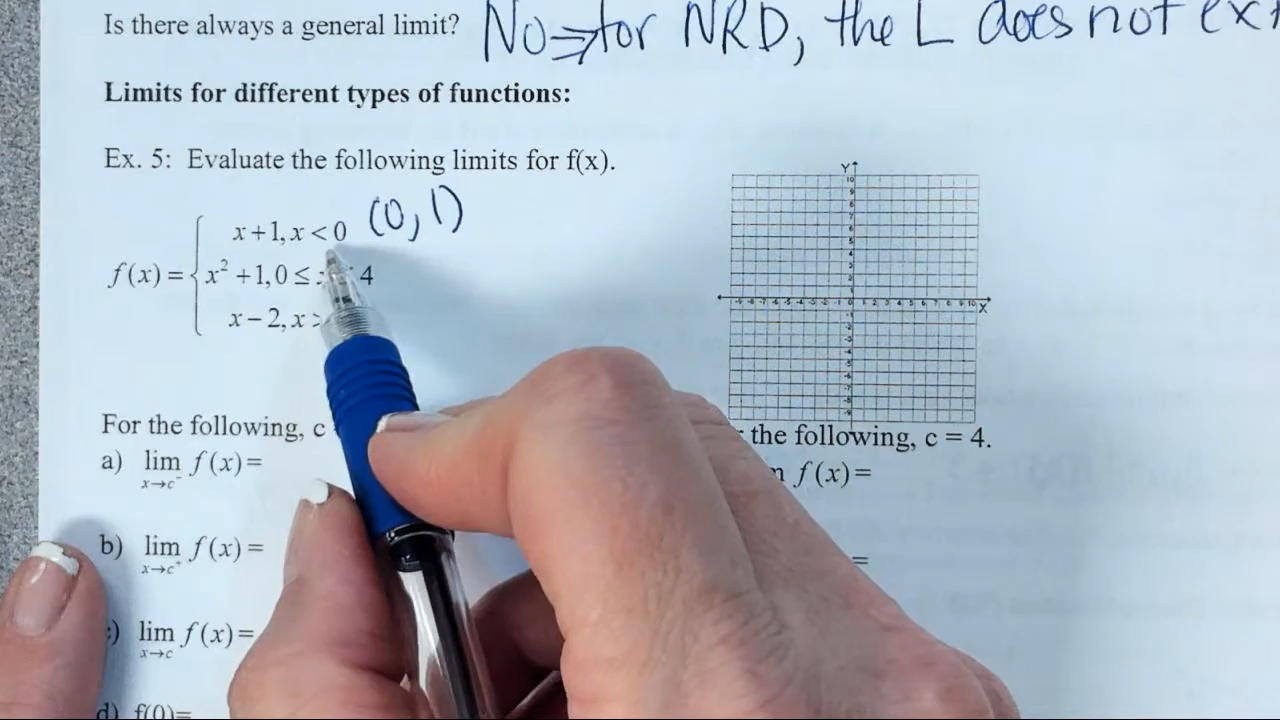 Is there always a general limit? No ⇒ for NRD, the L does not
Limits for different types of functions:
Ex. 5: Evaluate the following limits for f(x).
x+1, x < 0 (0,1)
f(x) = x² +1, 0 ≤ 4
x − 2, x
Y
X
For the following, c
the following, c = 4.
a) lim f(x)=
x→c⁻
f(x)=
b) lim f(x)=
x→c⁺
=
) lim f(x)=
x→c
d) f(0)=